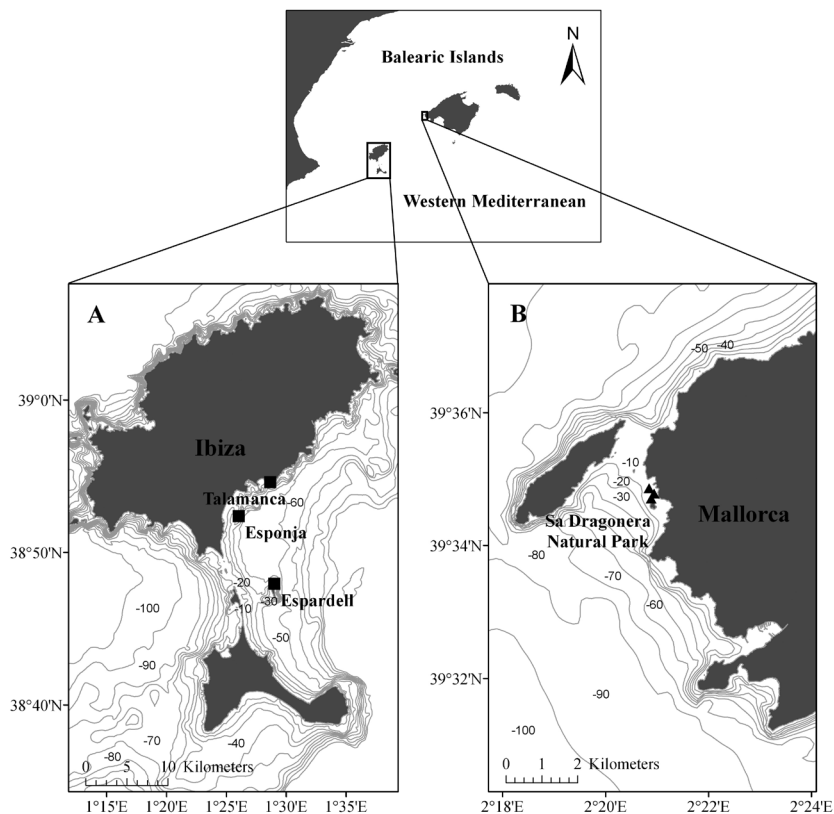 N
Balearic Islands
Western Mediterranean
A
39°0'N
38°50'N
38°40'N
Ibiza
Talamanca
-60
Esponja
-20
-10
-30
Espardell
-50
-100
-90
-70
-80
-40
0 5 10 Kilometers
1°15'E 1°20'E 1°26'E 1°30'E 1°35'E
B
-50 -40
39°36'N
39°34'N
39°32'N
-10
-20
-30
Sa Dragonera
Natural Park
Mallorca
-80
-70
-60
-90
-100
0 1 2 Kilometers
2°18'E 2°20'E 2°22'E 2°24'E